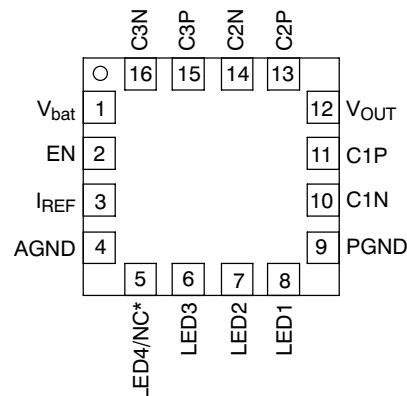 C3N
C3P
C2N
C2P
16 15 14 13
Vbat 1
12 VOUT
EN 2
11 C1P
IREF 3
10 C1N
AGND 4
9 PGND
5 6 7 8
LED4/NC*
LED3
LED2
LED1